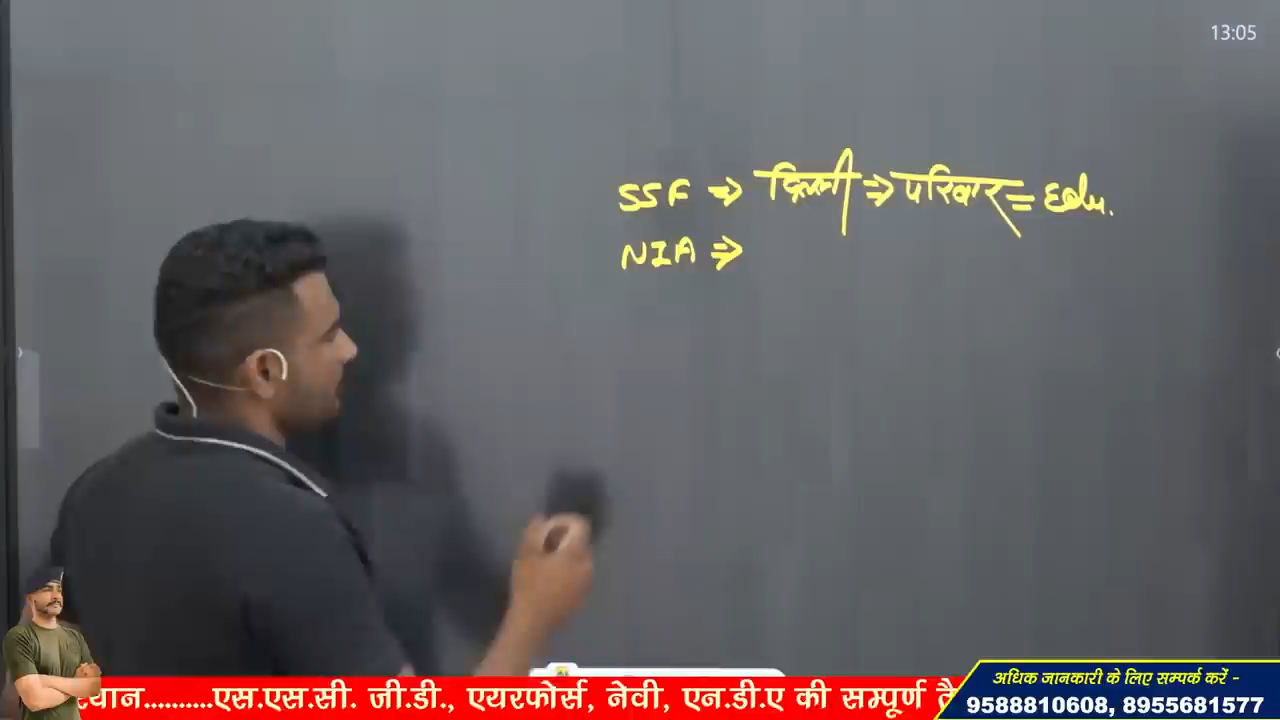 13:05
SSF ⇒ दिल्ली ⇒ परिवार = Edu.
NIA ⇒
थान..........एस.एस.सी. जी.डी., एयरफोर्स, नेवी, एन.डी.ए की सम्पूर्ण
अधिक जानकारी के लिए सम्पर्क करें -
9588810608, 8955681577